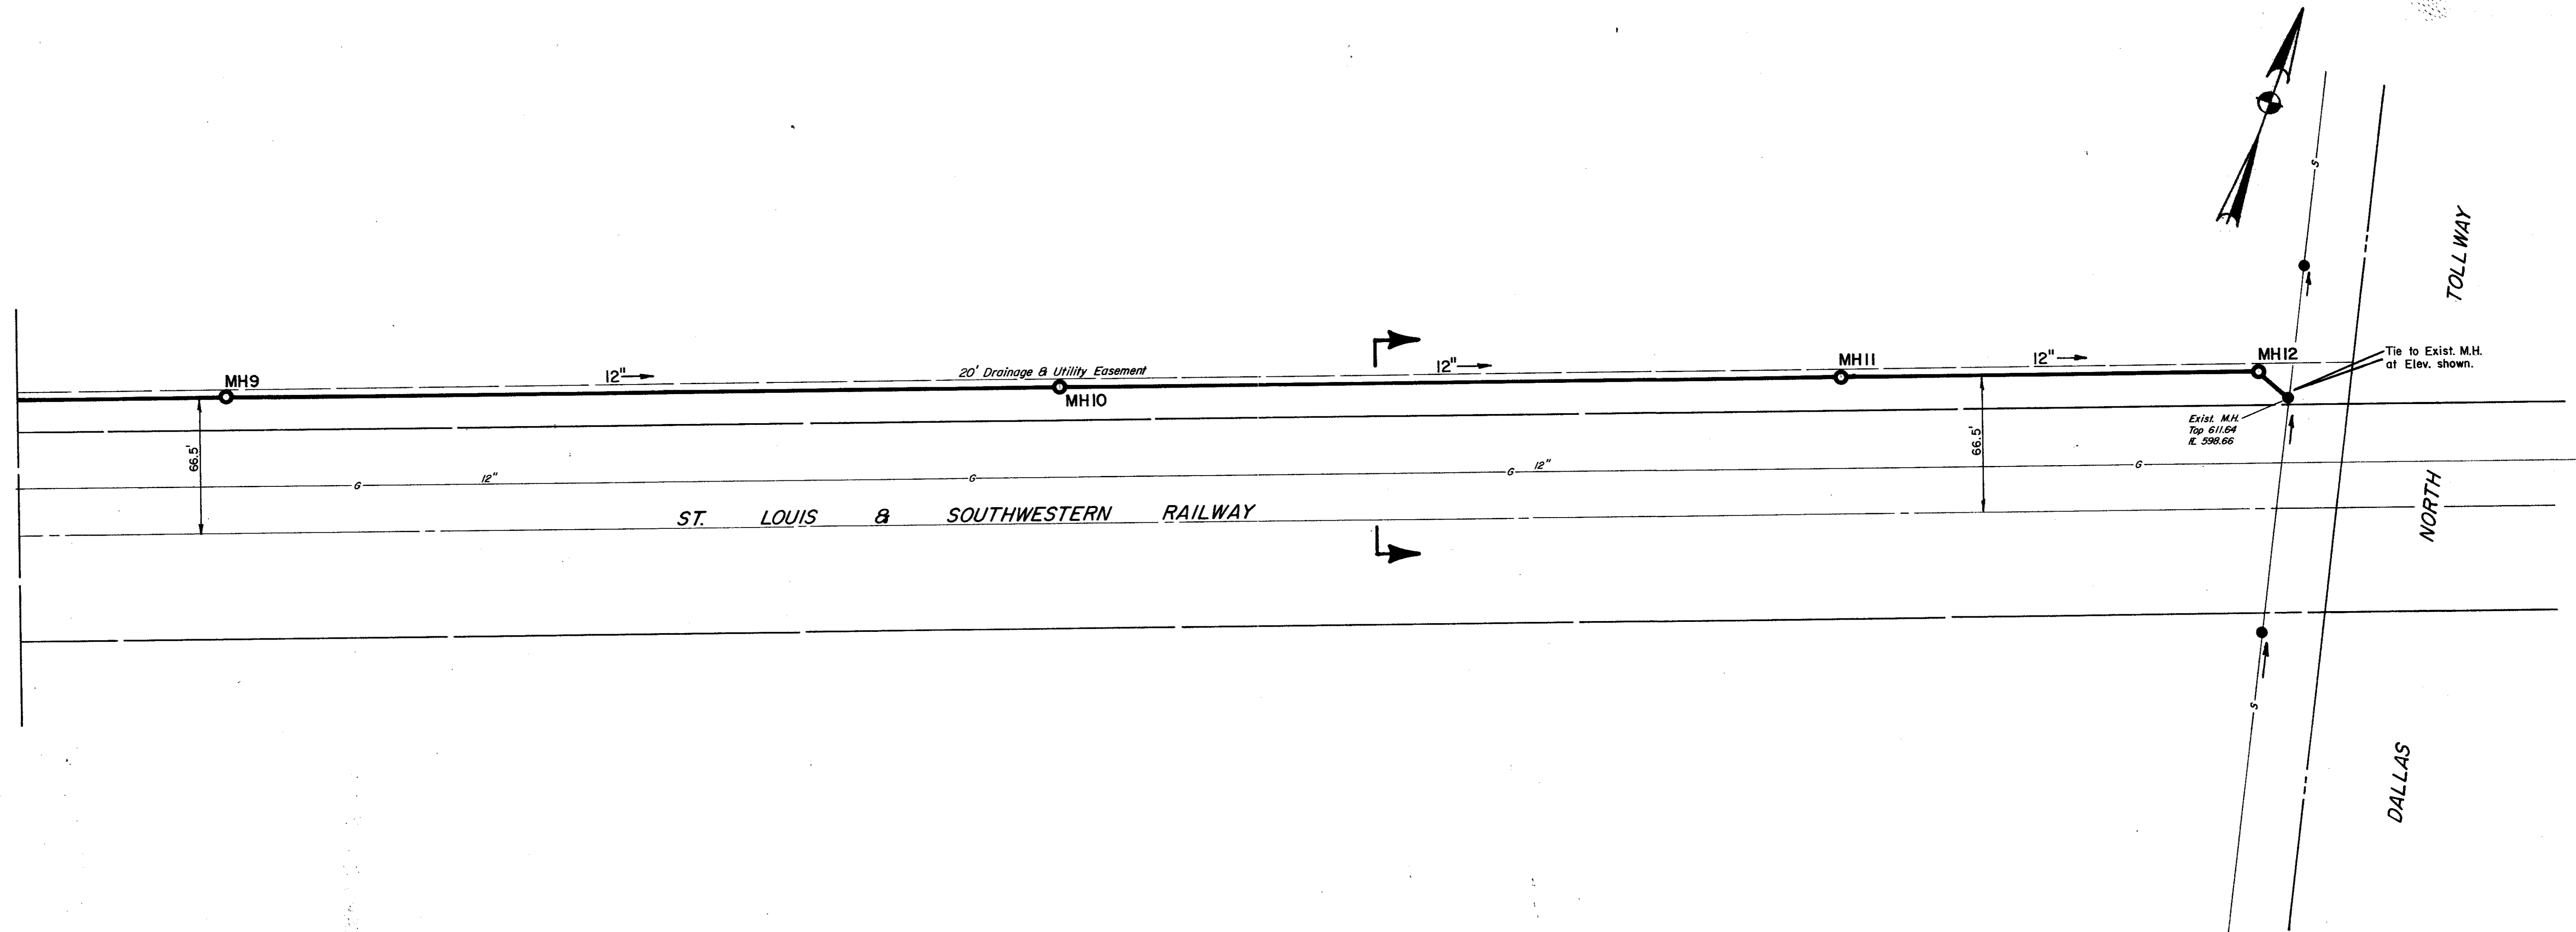 S
TOLLWAY
MH9
12"
20' Drainage & Utility Easement
MH10
12"
MH11
12"
MH12
Tie to Exist. M.H.
at Elev. shown.
Exist. M.H.
Top 611.64
FL 598.66
66.5'
66.5'
G
12"
G
G
12"
G
ST. LOUIS & SOUTHWESTERN RAILWAY
NORTH
S
DALLAS